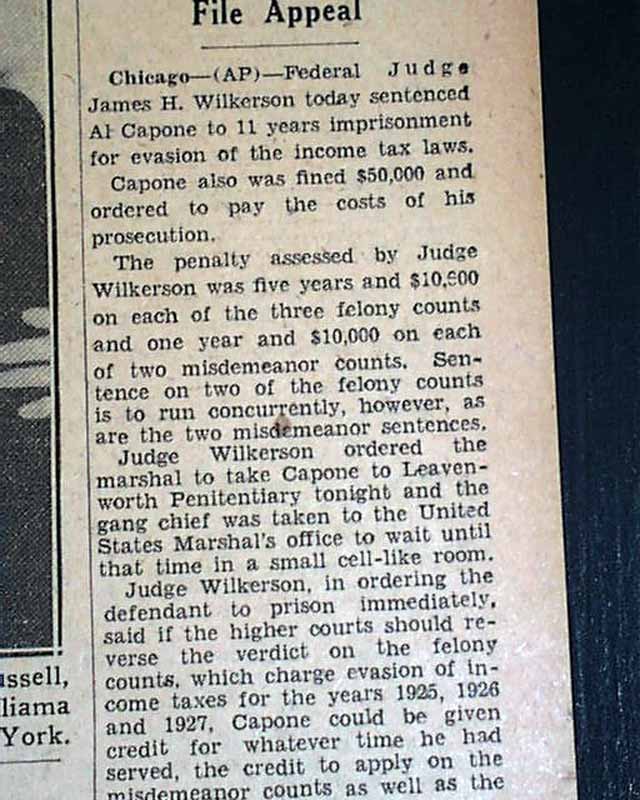 File Appeal
Chicago—(AP)—Federal Judge
James H. Wilkerson today sentenced
Al Capone to 11 years imprisonment
for evasion of the income tax laws.
Capone also was fined $50,000 and
ordered to pay the costs of his
prosecution.
The penalty assessed by Judge
Wilkerson was five years and $10,000
on each of the three felony counts
and one year and $10,000 on each
of two misdemeanor counts. Sen-
tence on two of the felony counts
is to run concurrently, however, as
are the two misdemeanor sentences.
Judge Wilkerson ordered the
marshal to take Capone to Leaven-
worth Penitentiary tonight and the
gang chief was taken to the United
States Marshal's office to wait until
that time in a small cell-like room.
Judge Wilkerson, in ordering the
defendant to prison immediately,
said if the higher courts should re-
verse the verdict on the felony
counts, which charge evasion of in-
come taxes for the years 1925, 1926
and 1927, Capone could be given
credit for whatever time he had
served, the credit to apply on the
misdemeanor counts as well as the
ussell,
lliama
York.